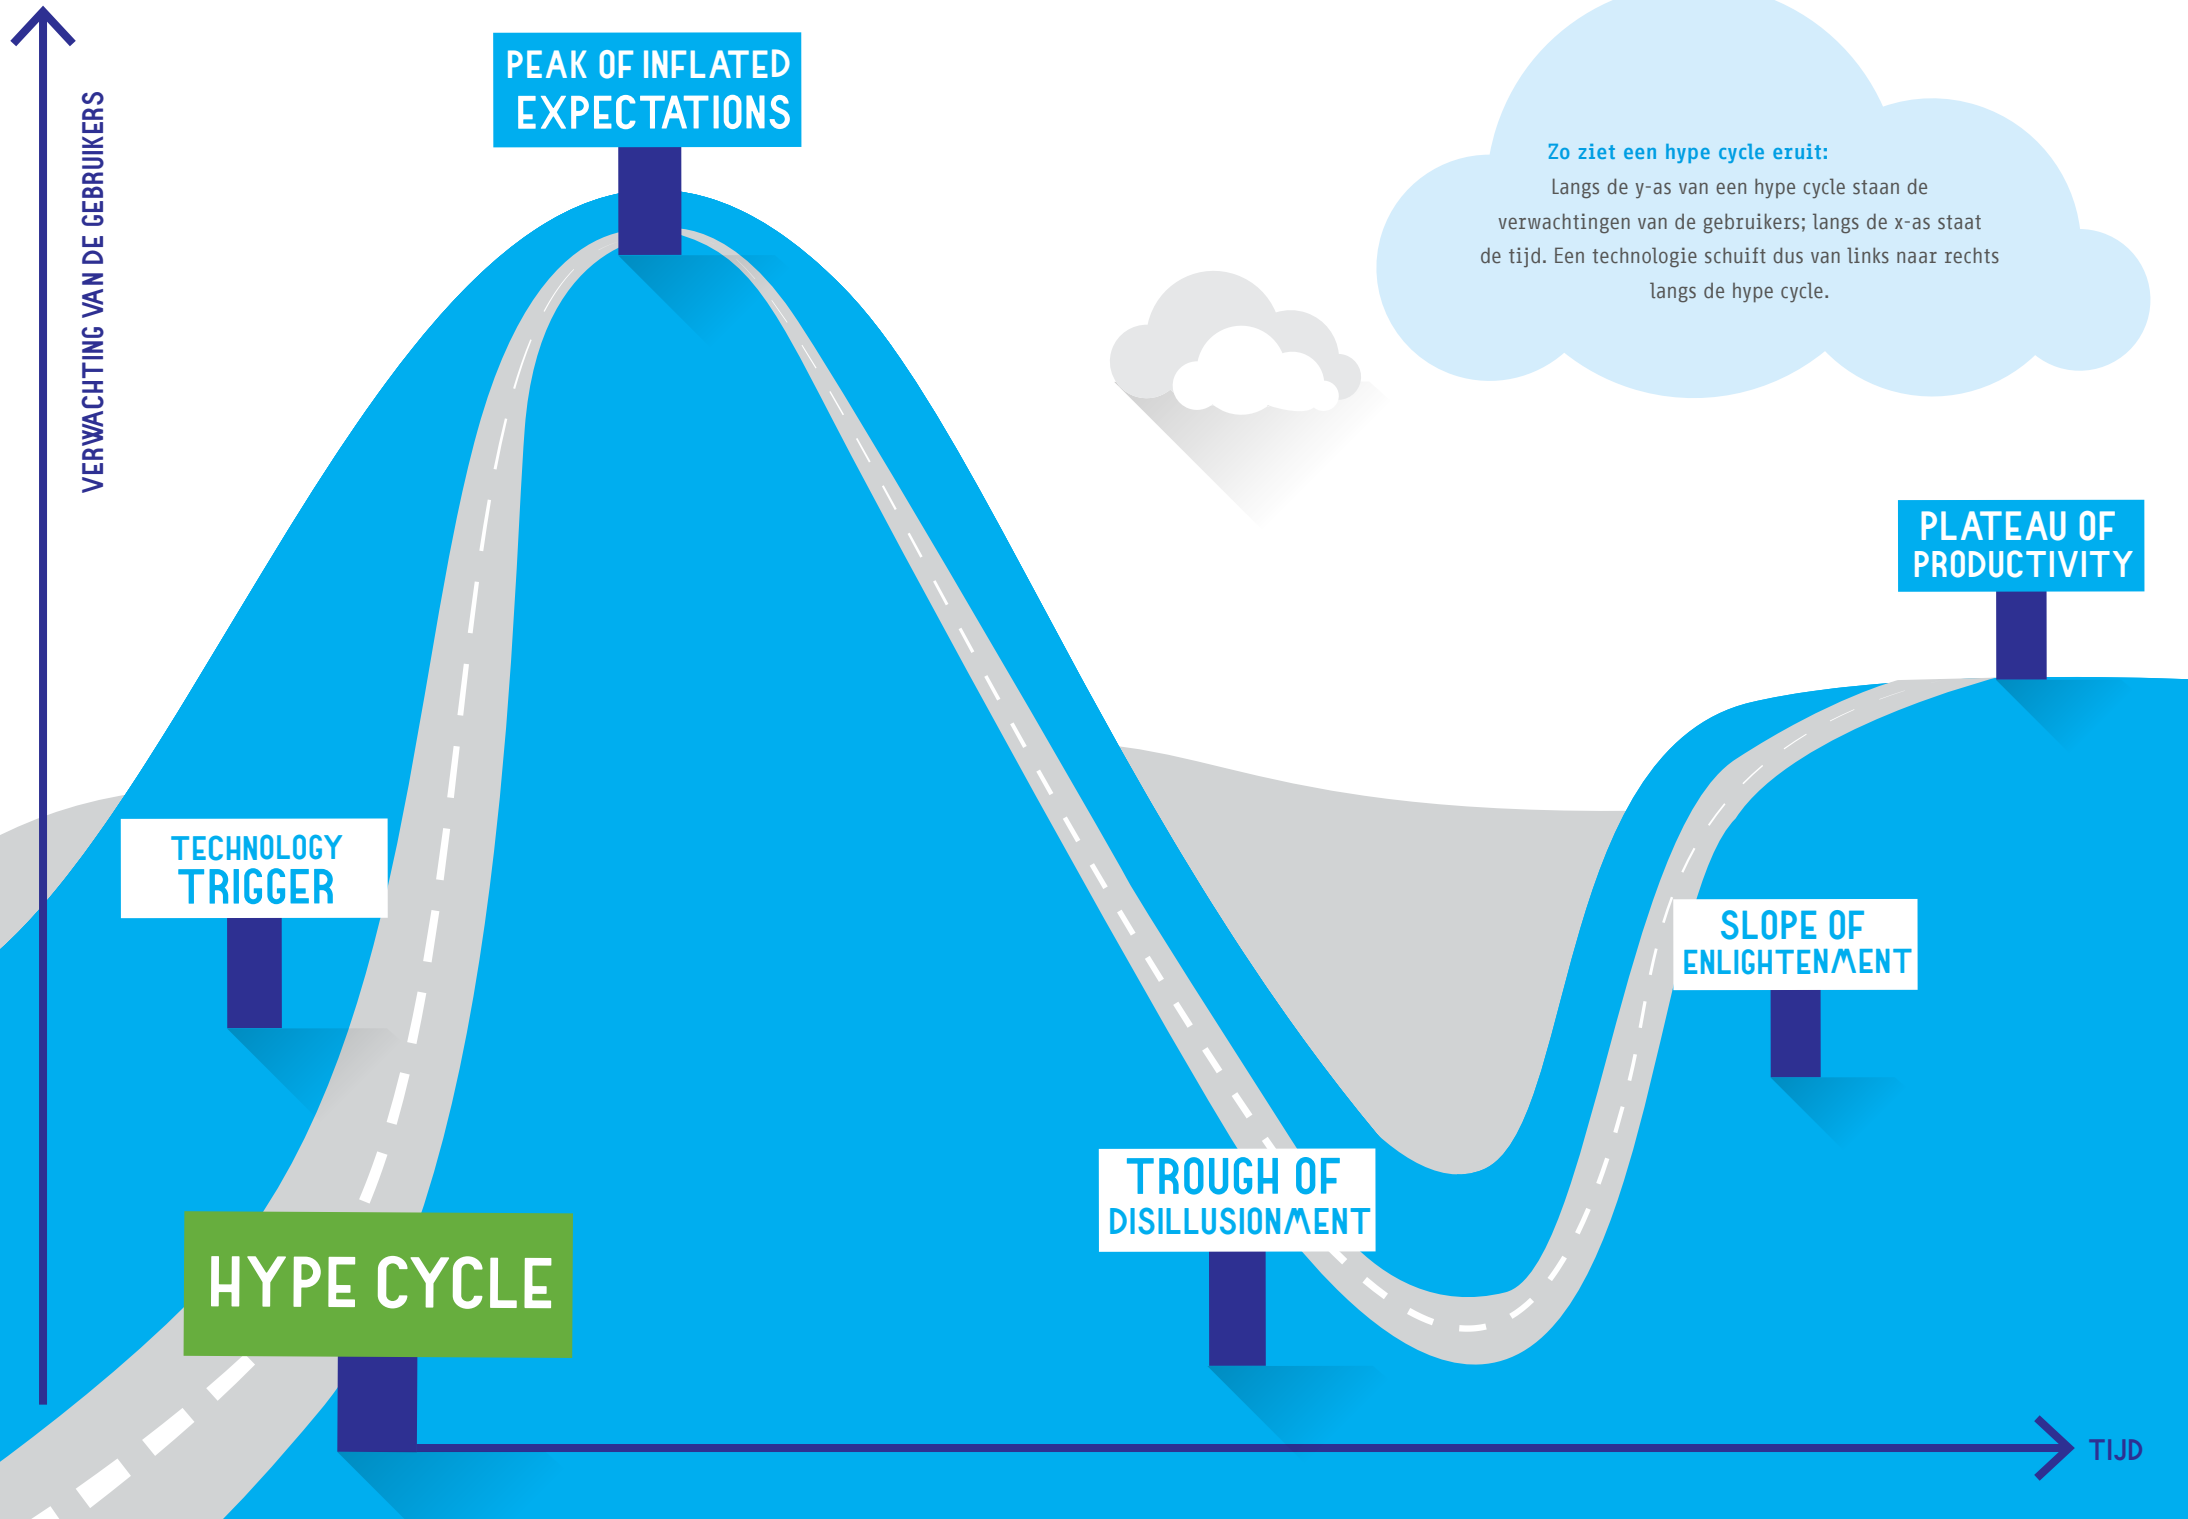 VERWACHTING VAN DE GEBRUIKERS
PEAK OF INFLATED
EXPECTATIONS
Zo ziet een hype cycle eruit:
Langs de y-as van een hype cycle staan de
verwachtingen van de gebruikers; langs de x-as staat
de tijd. Een technologie schuift dus van links naar rechts
langs de hype cycle.
PLATEAU OF
PRODUCTIVITY
TECHNOLOGY
TRIGGER
SLOPE OF
ENLIGHTENMENT
TROUGH OF
DISILLUSIONMENT
HYPE CYCLE
TIJD